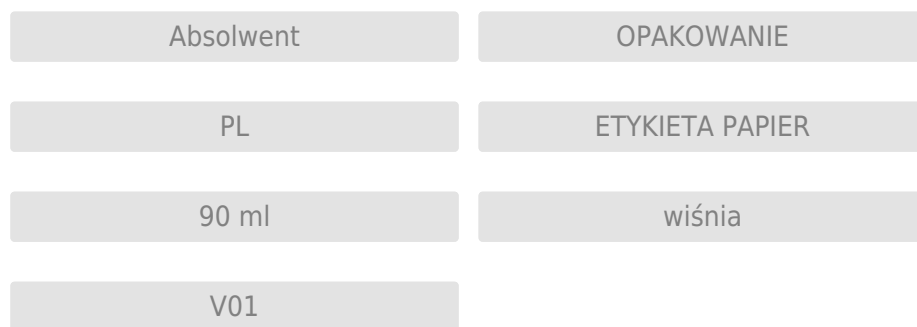 Absolwent
OPAKOWANIE
PL
ETYKIETA PAPIER
90 ml
wiśnia
V01